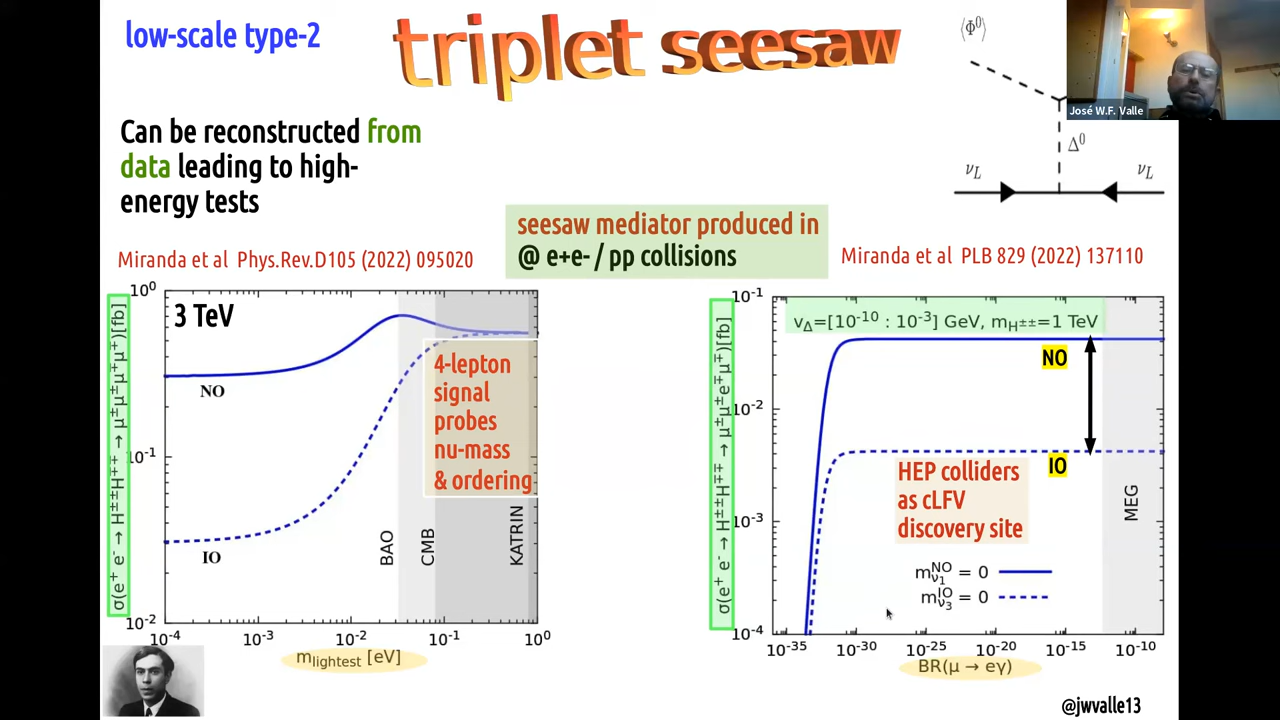 low-scale type-2
triplet seesaw
⟨Φ⁰⟩
José W.F. Valle
Can be reconstructed from
data leading to high-
energy tests
Δ⁰
ν_L
ν_L
seesaw mediator produced in
@ e+e- / pp collisions
Miranda et al Phys.Rev.D105 (2022) 095020
Miranda et al PLB 829 (2022) 137110
σ(e⁺ e⁻ → H±±H∓∓ → μ±μ±μ∓μ∓)[fb]
10⁰
10⁻¹
10⁻²
3 TeV
NO
IO
4-lepton
signal
probes
nu-mass
& ordering
BAO
CMB
KATRIN
10⁻⁴
10⁻³
10⁻²
10⁻¹
10⁰
m_lightest [eV]
10⁻¹
10⁻²
10⁻³
10⁻⁴
v_Δ=[10⁻¹⁰ : 10⁻³] GeV, m_H±±=1 TeV
NO
IO
HEP colliders
as cLFV
discovery site
MEG
m_ν₁^NO = 0
m_ν₃^IO = 0
10⁻³⁵
10⁻³⁰
10⁻²⁵
10⁻²⁰
10⁻¹⁵
10⁻¹⁰
BR(μ → eγ)
@jwvalle13